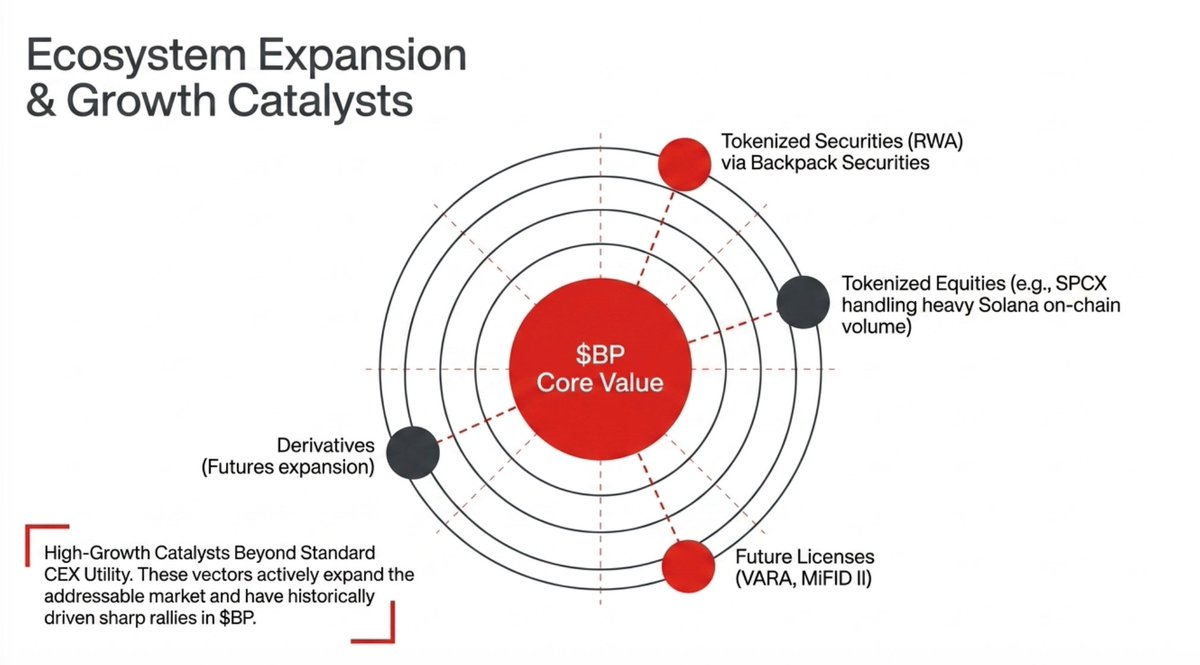 Ecosystem Expansion
& Growth Catalysts
Tokenized Securities (RWA)
via Backpack Securities
Tokenized Equities (e.g., SPCX
handling heavy Solana on-chain
volume)
$BP
Core Value
Derivatives
(Futures expansion)
High-Growth Catalysts Beyond Standard
CEX Utility. These vectors actively expand the
addressable market and have historically
driven sharp rallies in $BP.
Future Licenses
(VARA, MiFID II)